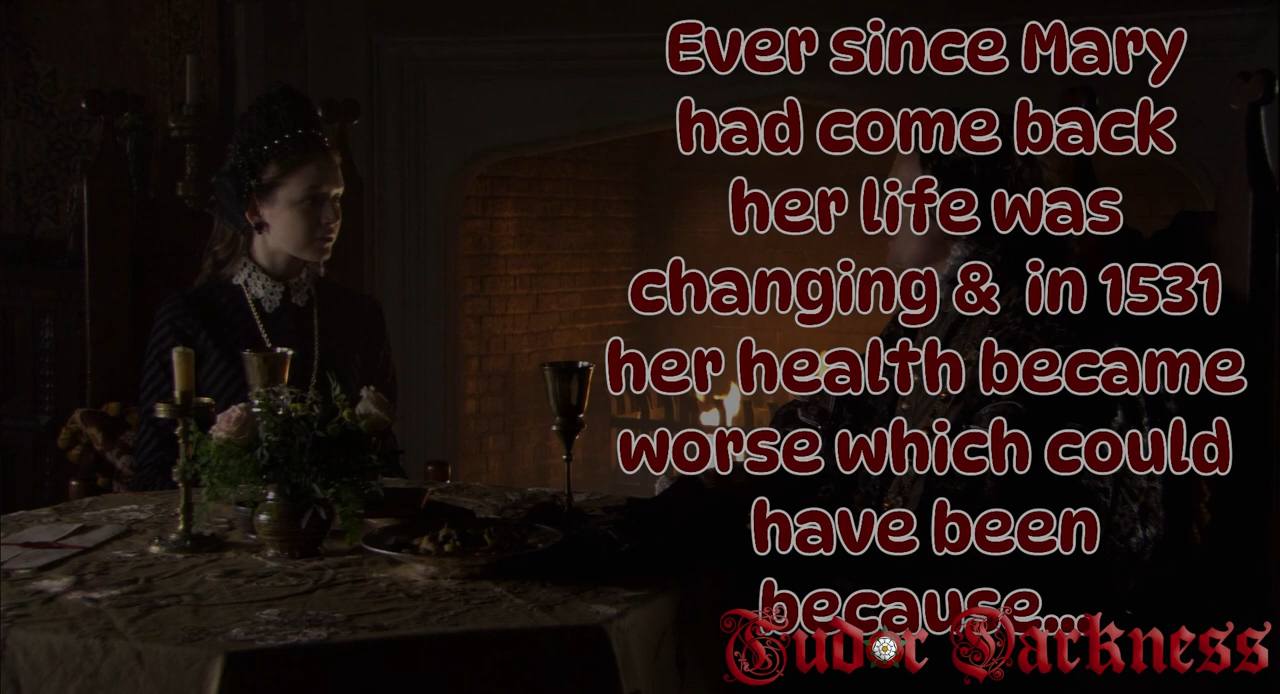 Ever since Mary
had come back
her life was
changing & in 1531
her health became
worse which could
have been
because...
Tudor Darkness